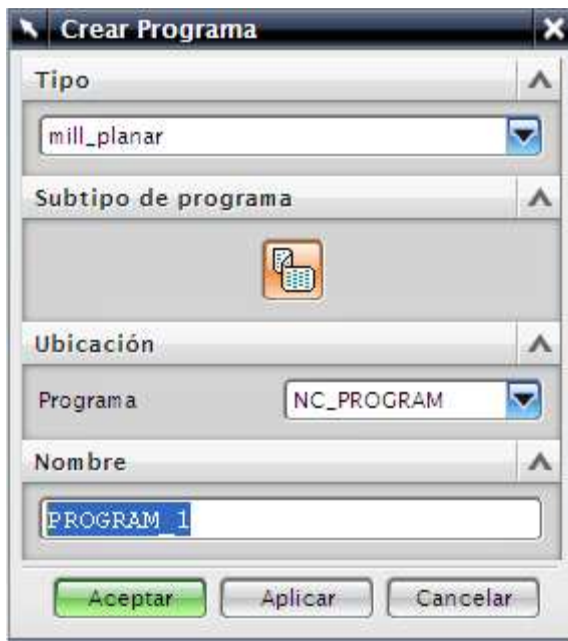 Crear Programa
Tipo
mill_planar
Subtipo de programa
Ubicación
Programa NC_PROGRAM
Nombre
PROGRAM_1
Aceptar Aplicar Cancelar